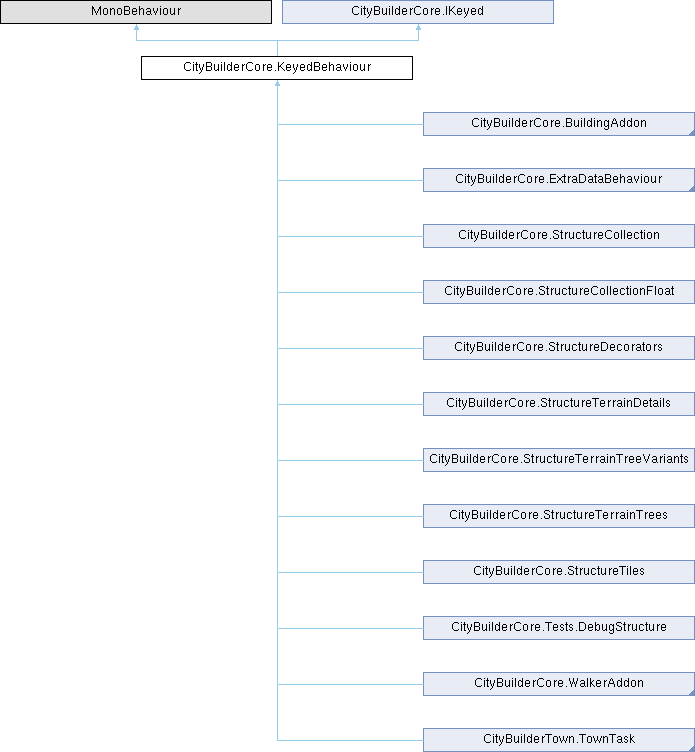 MonoBehaviour
CityBuilderCore.IKeyed
CityBuilderCore.KeyedBehaviour
CityBuilderCore.BuildingAddon
CityBuilderCore.ExtraDataBehaviour
CityBuilderCore.StructureCollection
CityBuilderCore.StructureCollectionFloat
CityBuilderCore.StructureDecorators
CityBuilderCore.StructureTerrainDetails
CityBuilderCore.StructureTerrainTreeVariants
CityBuilderCore.StructureTerrainTrees
CityBuilderCore.StructureTiles
CityBuilderCore.Tests.DebugStructure
CityBuilderCore.WalkerAddon
CityBuilderTown.TownTask